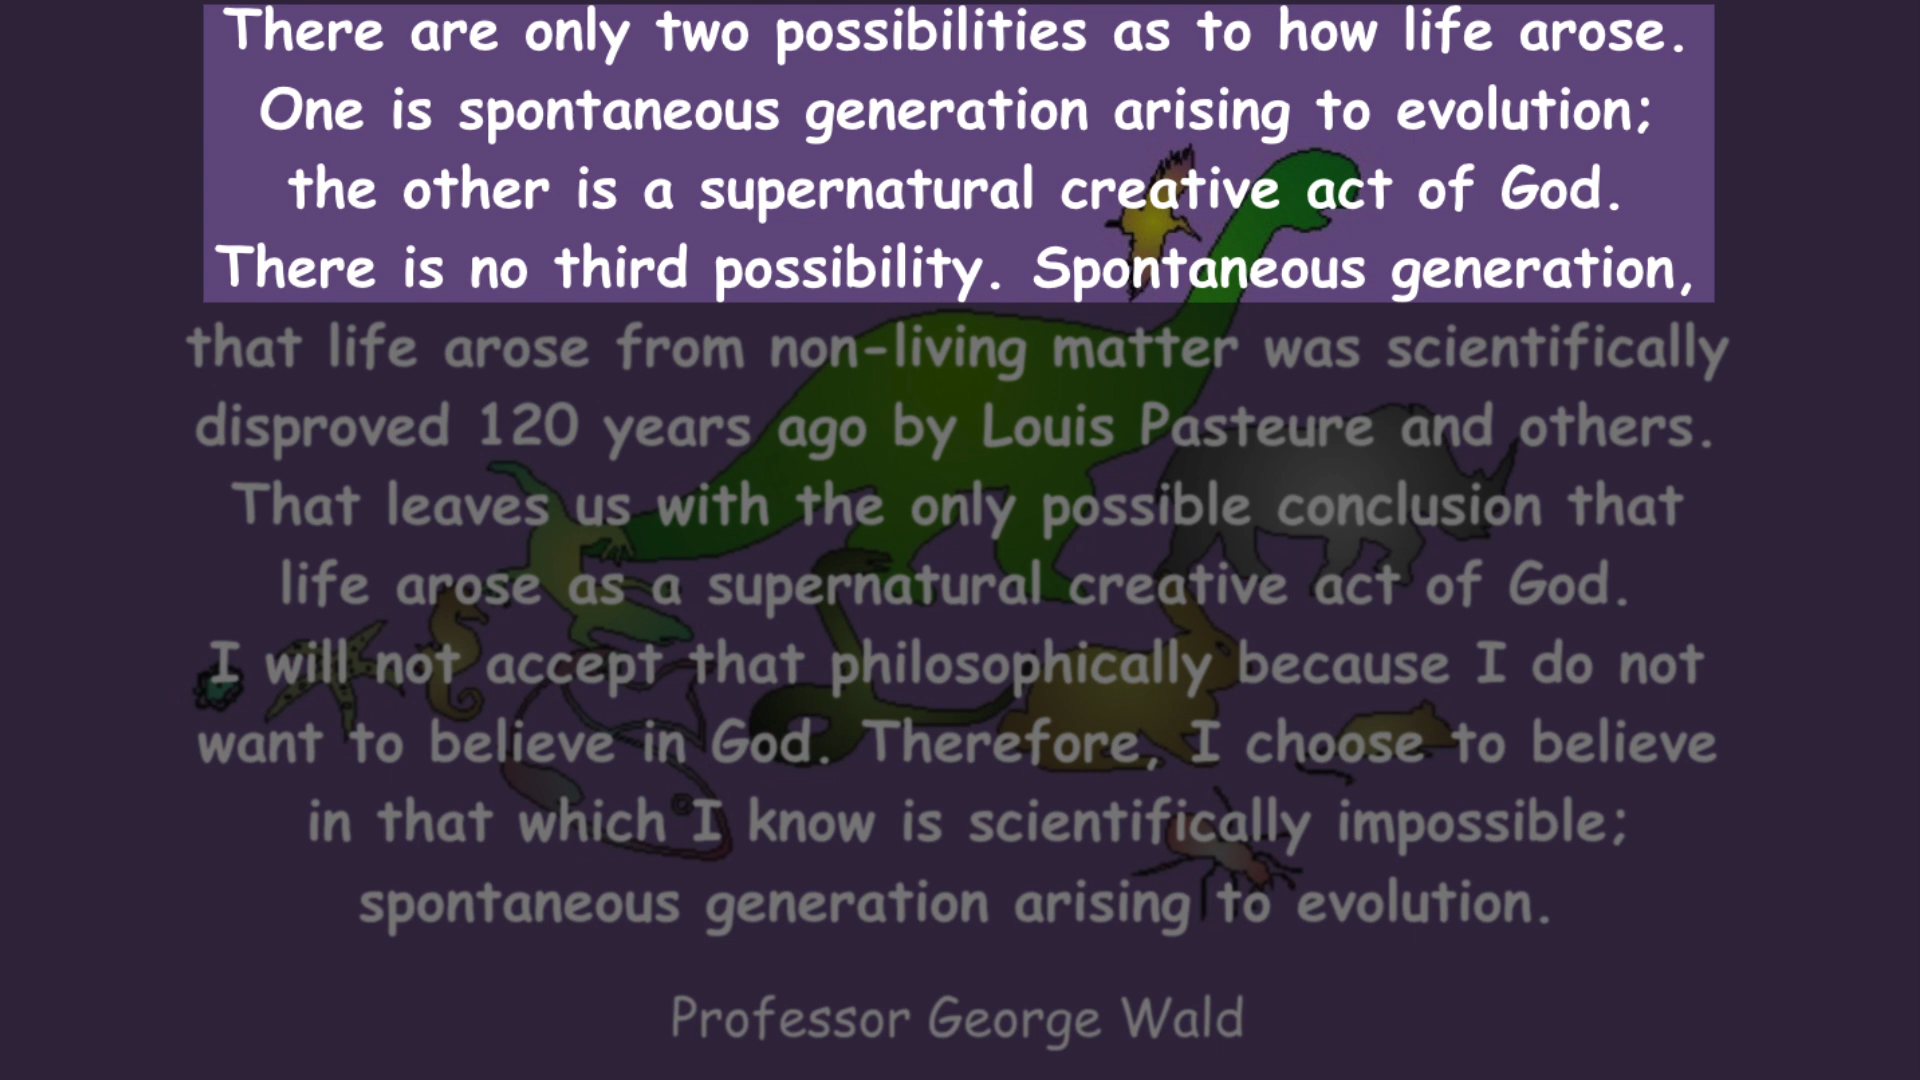 There are only two possibilities as to how life arose.
One is spontaneous generation arising to evolution;
the other is a supernatural creative act of God.
There is no third possibility. Spontaneous generation,
that life arose from non-living matter was scientifically
disproved 120 years ago by Louis Pasteure and others.
That leaves us with the only possible conclusion that
life arose as a supernatural creative act of God.
I will not accept that philosophically because I do not
want to believe in God. Therefore, I choose to believe
in that which I know is scientifically impossible;
spontaneous generation arising to evolution.
Professor George Wald